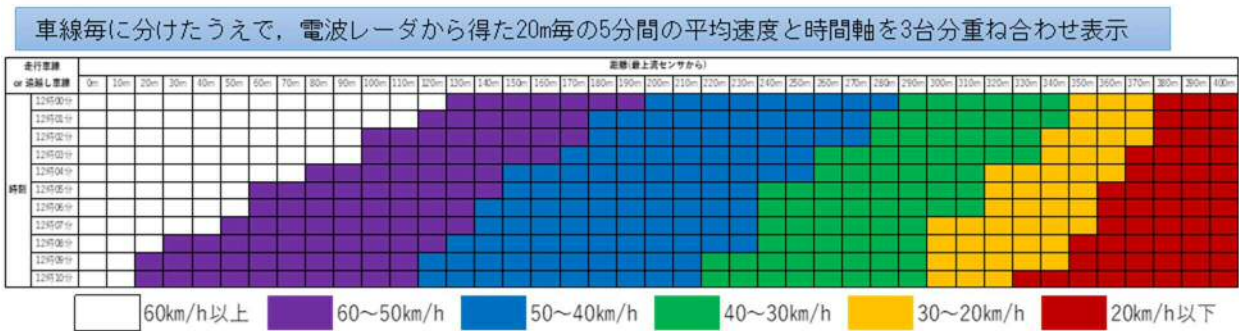 車線毎に分けたうえで，電波レーダから得た20m毎の5分間の平均速度と時間軸を3台分重ね合わせ表示
走行車線
or 追越し車線
距離(最上流センサから)
0m 10m 20m 30m 40m 50m 60m 70m 80m 90m 100m 110m 120m 130m 140m 150m 160m 170m 180m 190m 200m 210m 220m 230m 240m 250m 260m 270m 280m 290m 300m 310m 320m 330m 340m 350m 360m 370m 380m 390m 400m
時刻
12時00分
12時01分
12時02分
12時03分
12時04分
12時05分
12時06分
12時07分
12時08分
12時09分
12時10分
60km/h以上 60～50km/h 50～40km/h 40～30km/h 30～20km/h 20km/h以下